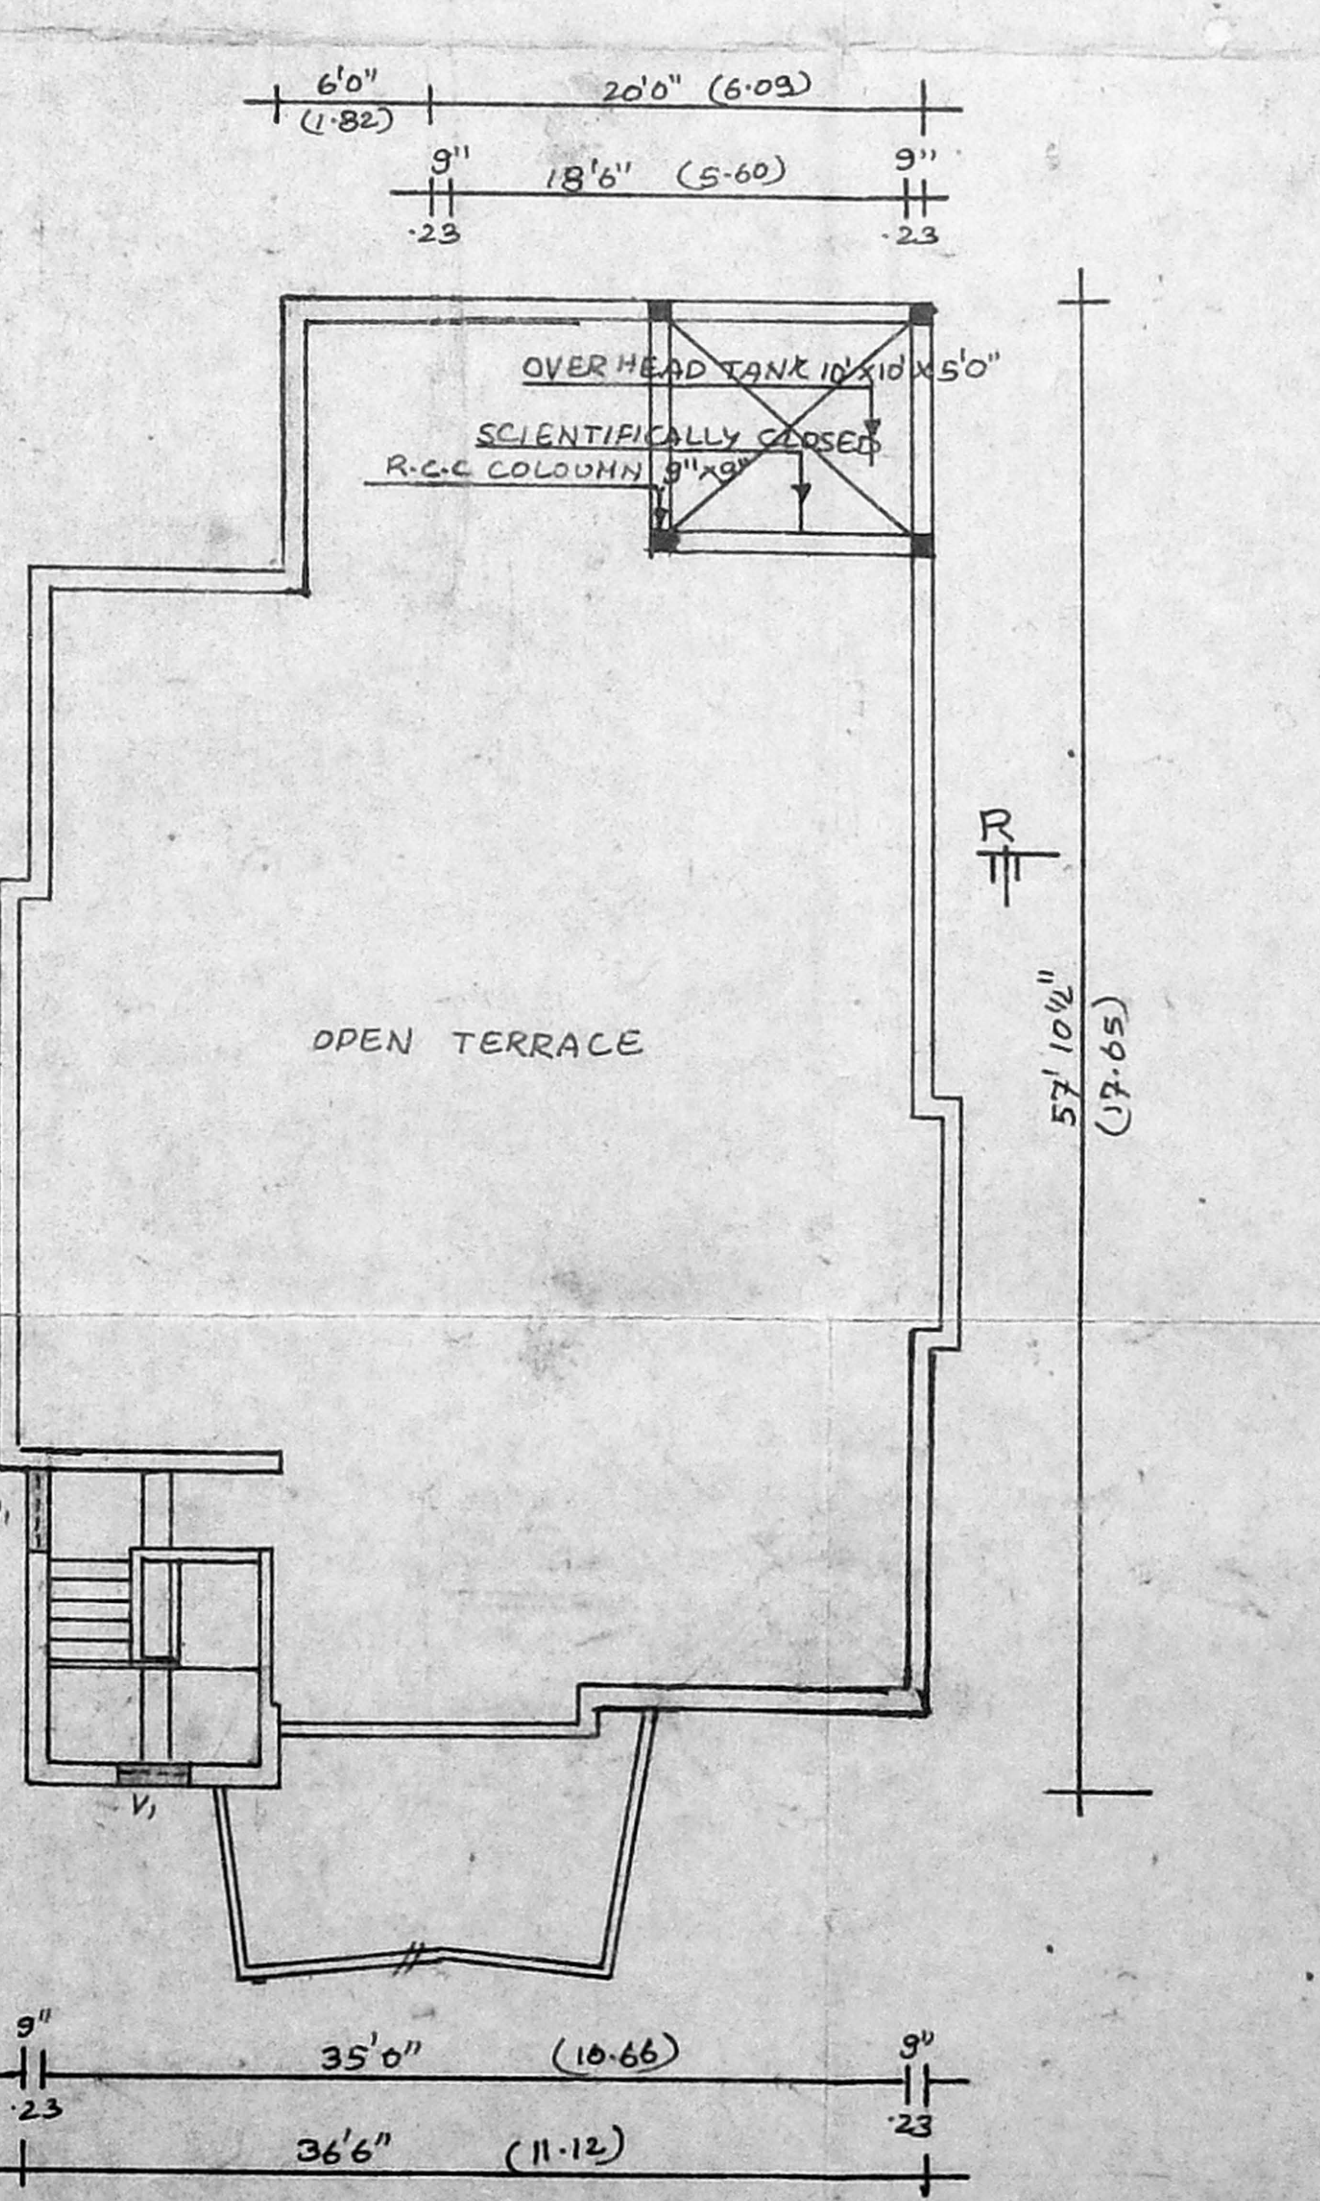 6'0"
(1.82)
20'0" (6.09)
9"
18'6" (5.60)
9"
.23
.23
OVER HEAD TANK 10'x10'x5'0"
SCIENTIFICALLY CLOSED
R.C.C COLOUMN 9"x9"
R
57'10½"
(17.65)
OPEN TERRACE
V1
9"
35'0" (10.66)
9"
.23
.23
36'6" (11.12)